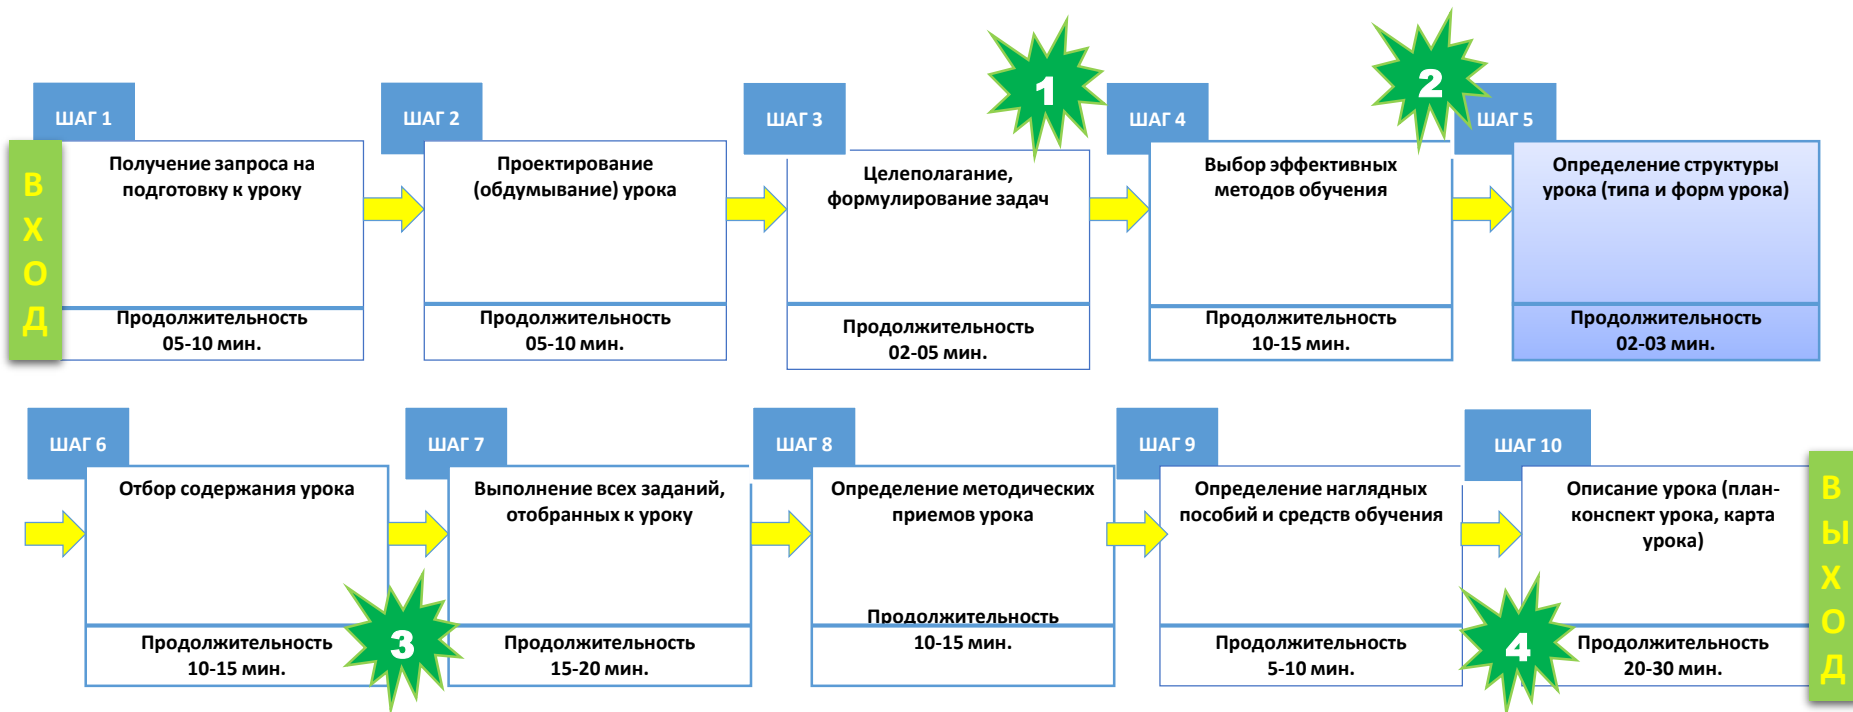 ВХОД
ШАГ 1
Получение запроса на
подготовку к уроку
Продолжительность
05-10 мин.
ШАГ 2
Проектирование
(обдумывание) урока
Продолжительность
05-10 мин.
ШАГ 3
Целеполагание,
формулирование задач
Продолжительность
02-05 мин.
1
ШАГ 4
Выбор эффективных
методов обучения
Продолжительность
10-15 мин.
2
ШАГ 5
Определение структуры
урока (типа и форм урока)
Продолжительность
02-03 мин.
ШАГ 6
Отбор содержания урока
Продолжительность
10-15 мин.
3
ШАГ 7
Выполнение всех заданий,
отобранных к уроку
Продолжительность
15-20 мин.
ШАГ 8
Определение методических
приемов урока
Продолжительность
10-15 мин.
ШАГ 9
Определение наглядных
пособий и средств обучения
Продолжительность
5-10 мин.
4
ШАГ 10
Описание урока (план-
конспект урока, карта
урока)
Продолжительность
20-30 мин.
ВЫХОД